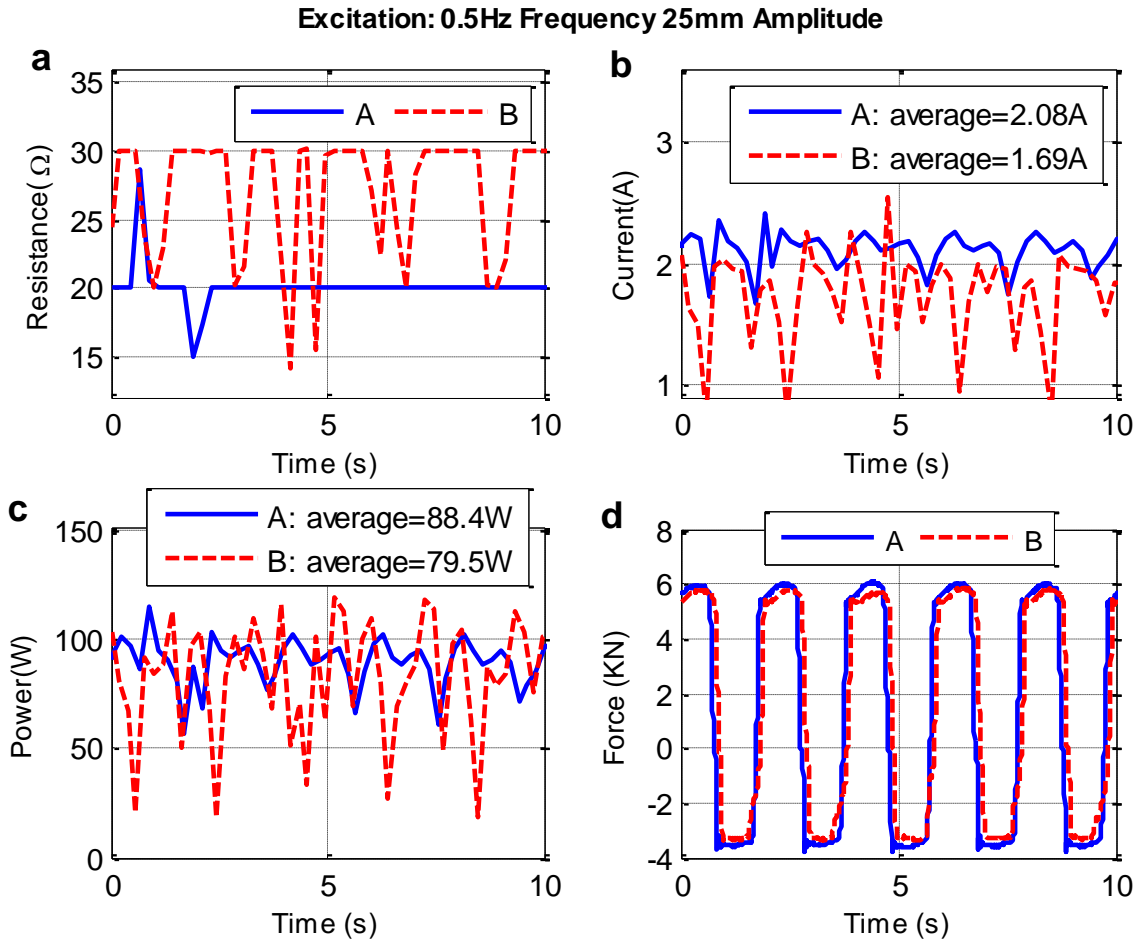 Excitation: 0.5Hz Frequency 25mm Amplitude
a
35
30
25
20
15
Resistance( Ω)
A B
0 5 10
Time (s)
b
3
2
1
Current(A)
A: average=2.08A
B: average=1.69A
0 5 10
Time (s)
c
150
100
50
0
Power(W)
A: average=88.4W
B: average=79.5W
0 5 10
Time (s)
d
8
6
4
2
0
-2
-4
Force (KN)
A B
0 5 10
Time (s)